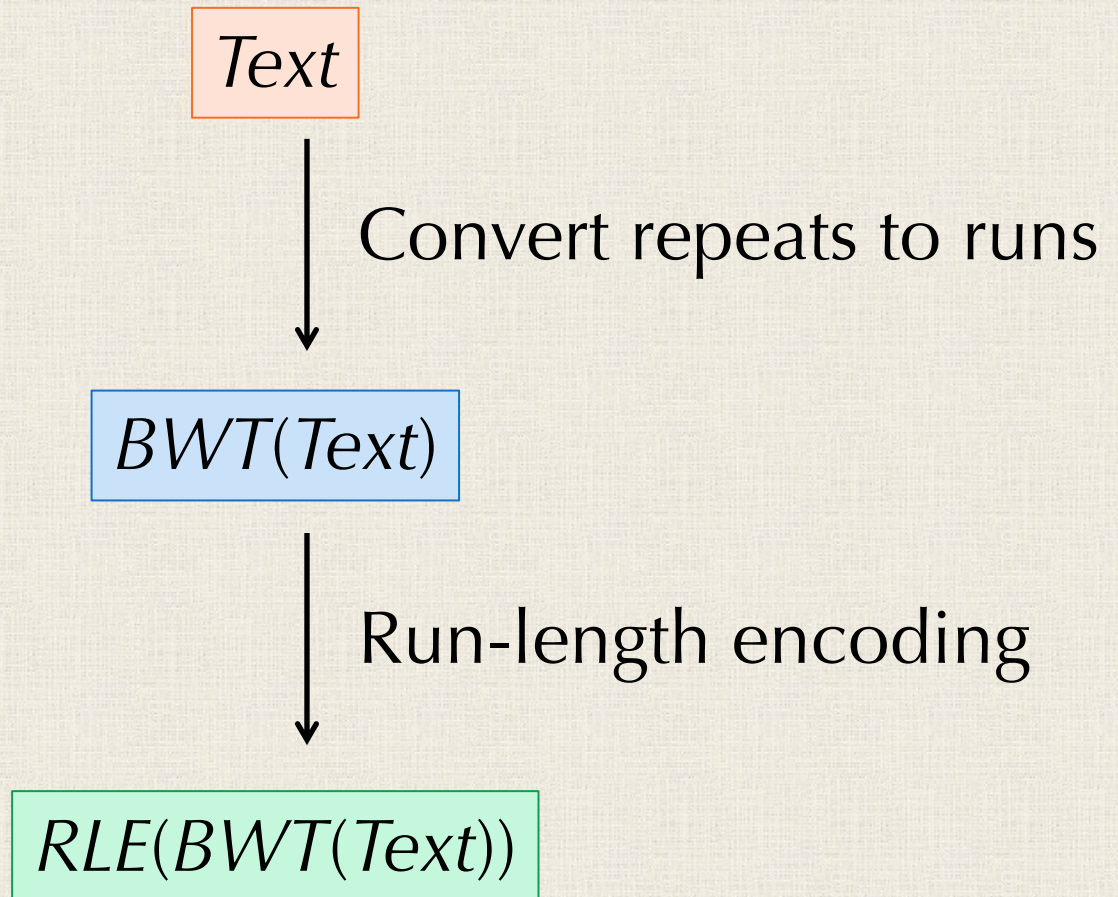 Text
Convert repeats to runs
BWT(Text)
Run-length encoding
RLE(BWT(Text))